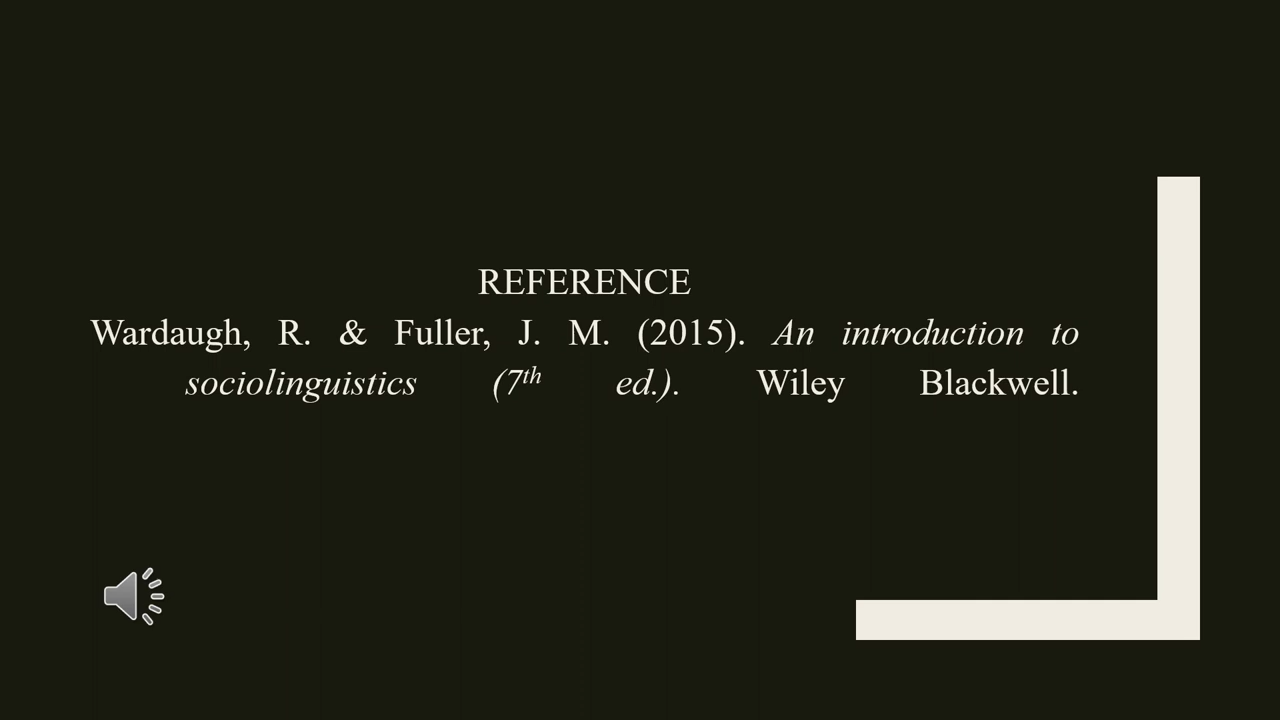 REFERENCE
Wardaugh, R. & Fuller, J. M. (2015). An introduction to
sociolinguistics (7th ed.). Wiley Blackwell.